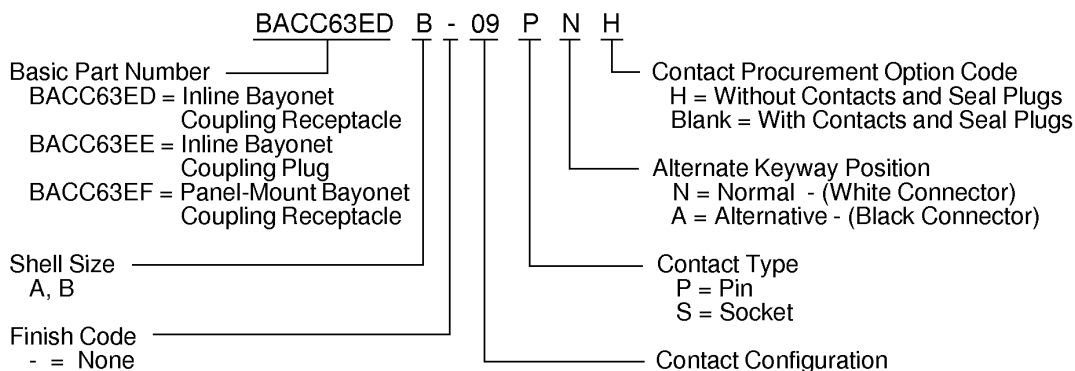 BACC63ED B - 09 P N H
Basic Part Number
BACC63ED = Inline Bayonet
Coupling Receptacle
BACC63EE = Inline Bayonet
Coupling Plug
BACC63EF = Panel-Mount Bayonet
Coupling Receptacle
Shell Size
A, B
Finish Code
- = None
Contact Procurement Option Code
H = Without Contacts and Seal Plugs
Blank = With Contacts and Seal Plugs
Alternate Keyway Position
N = Normal - (White Connector)
A = Alternative - (Black Connector)
Contact Type
P = Pin
S = Socket
Contact Configuration